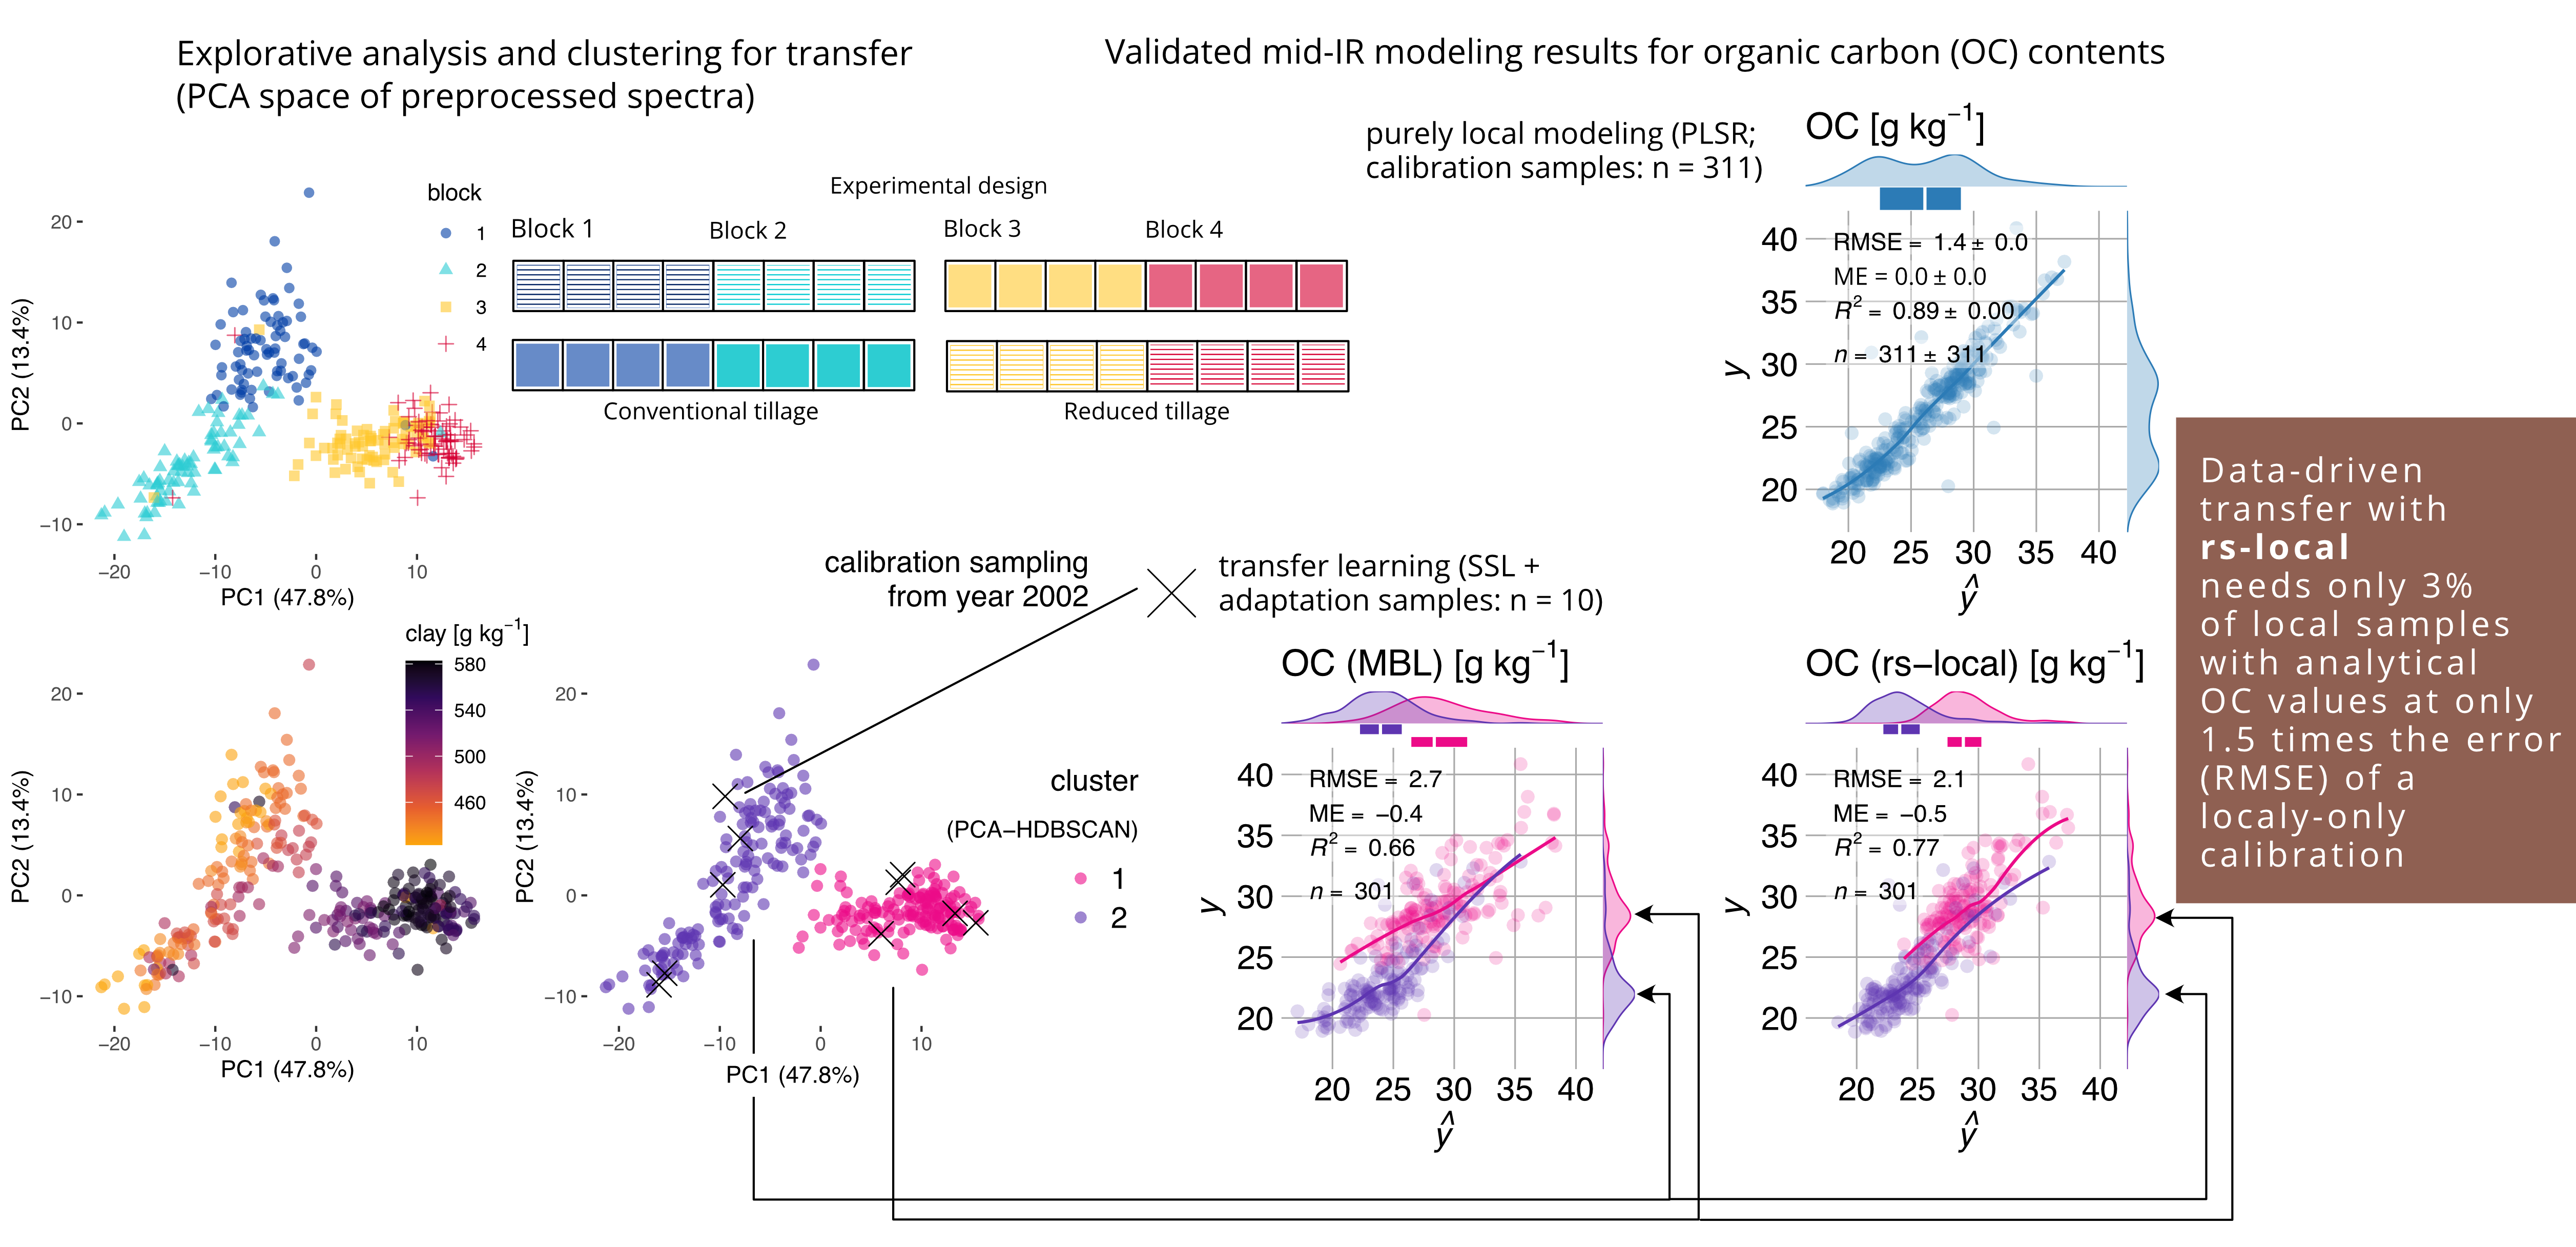 Explorative analysis and clustering for transfer
(PCA space of preprocessed spectra)
Validated mid-IR modeling results for organic carbon (OC) contents
block
1
2
3
4
20
10
0
−10
PC2 (13.4%)
−20
−10
0
10
PC1 (47.8%)
Experimental design
Block 1
Block 2
Block 3
Block 4
Conventional tillage
Reduced tillage
purely local modeling (PLSR;
calibration samples: n = 311)
OC [g kg⁻¹]
RMSE = 1.4 ± 0.0
ME = 0.0 ± 0.0
R² = 0.89 ± 0.00
n = 311 ± 311
40
35
30
25
20
y
20
25
30
35
40
ŷ
calibration sampling
from year 2002
transfer learning (SSL +
adaptation samples: n = 10)
clay [g kg⁻¹]
580
540
500
460
20
10
0
−10
PC2 (13.4%)
−20
−10
0
10
PC1 (47.8%)
20
10
0
−10
PC2 (13.4%)
−20
−10
0
10
PC1 (47.8%)
cluster
(PCA−HDBSCAN)
1
2
OC (MBL) [g kg⁻¹]
RMSE = 2.7
ME = −0.4
R² = 0.66
n = 301
40
35
30
25
20
y
20
25
30
35
40
ŷ
OC (rs−local) [g kg⁻¹]
RMSE = 2.1
ME = −0.5
R² = 0.77
n = 301
40
35
30
25
20
y
20
25
30
35
40
ŷ
Data-driven
transfer with
rs-local
needs only 3%
of local samples
with analytical
OC values at only
1.5 times the error
(RMSE) of a
localy-only
calibration